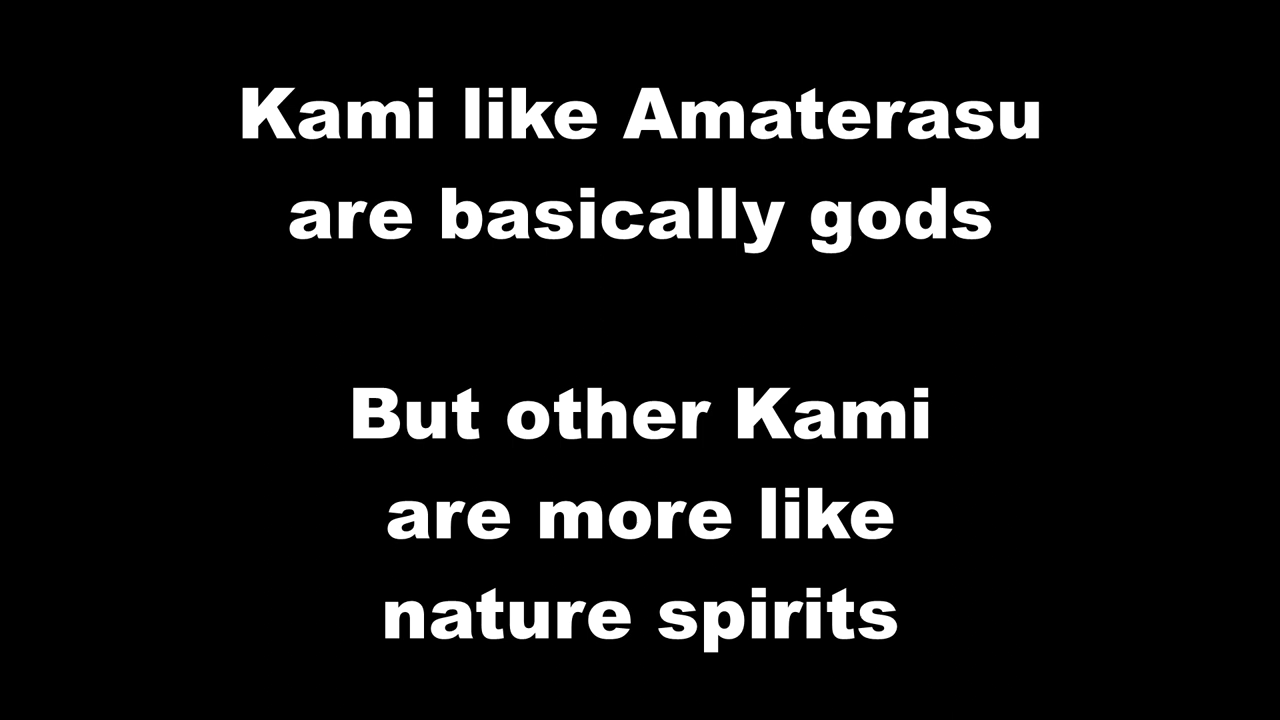 Kami like Amaterasu
are basically gods
But other Kami
are more like
nature spirits